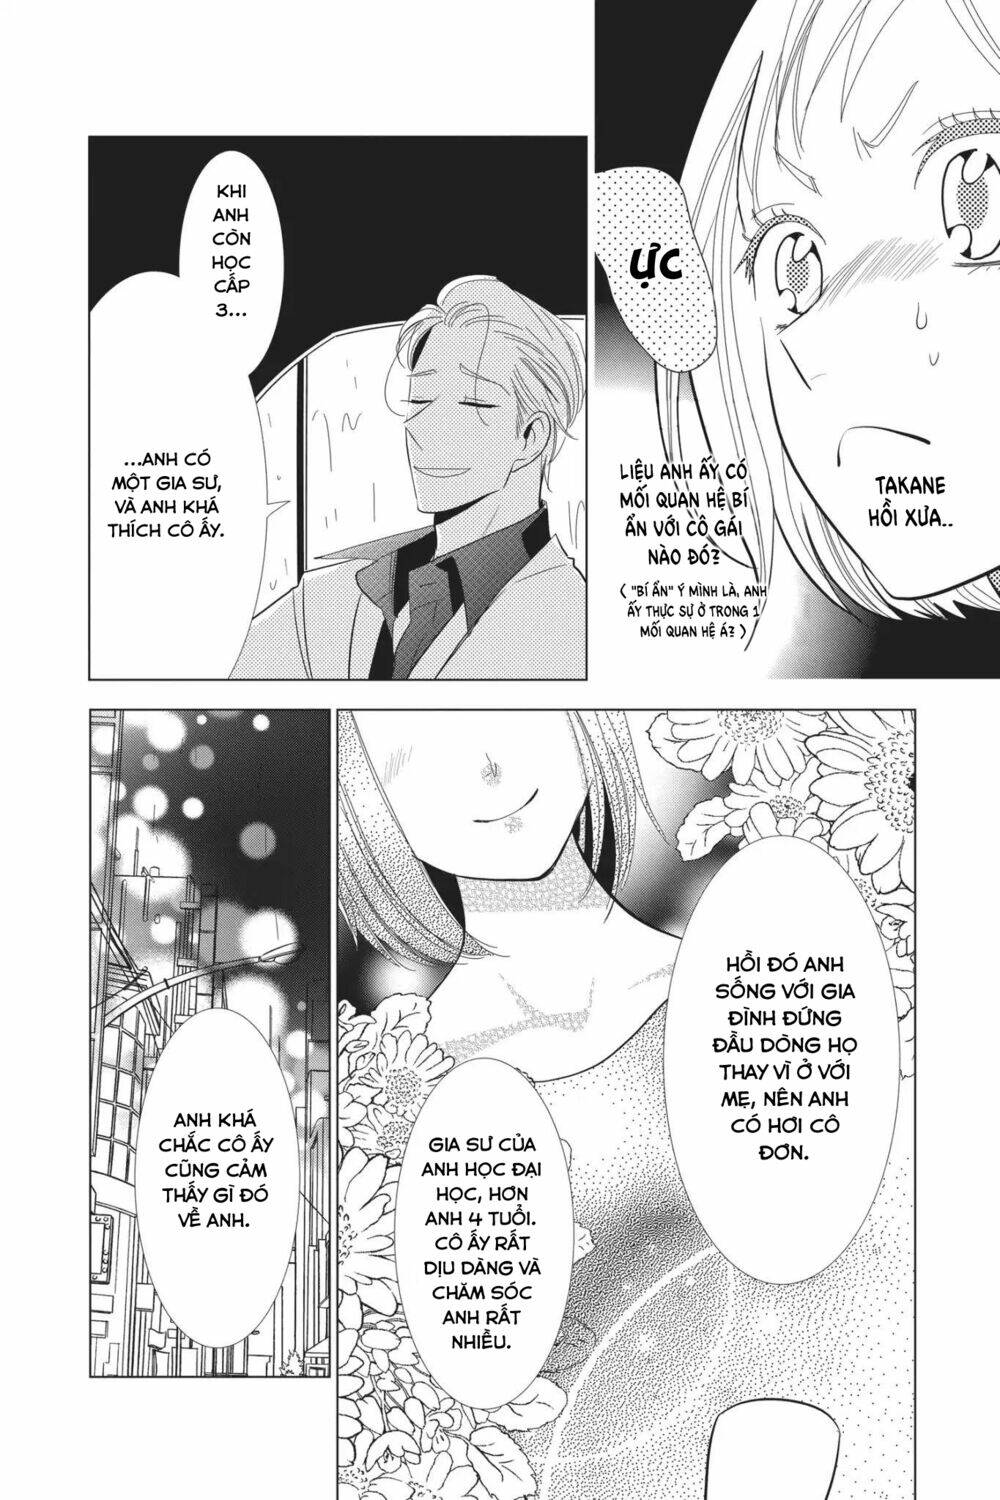 ỰC
TAKANE
HỒI XƯA..
LIỆU ANH ẤY CÓ
MỐI QUAN HỆ BÍ
ẨN VỚI CÔ GÁI
NÀO ĐÓ?
( "BÍ ẨN" Ý MÌNH LÀ, ANH
ẤY THỰC SỰ Ở TRONG 1
MỐI QUAN HỆ Á? )
KHI
ANH
CÒN
HỌC
CẤP
3...
...ANH CÓ
MỘT GIA SƯ,
VÀ ANH KHÁ
THÍCH CÔ ẤY.
HỒI ĐÓ ANH
SỐNG VỚI GIA
ĐÌNH ĐỨNG
ĐẦU DÒNG HỌ
THAY VÌ Ở VỚI
MẸ, NÊN ANH
CÓ HƠI CÔ
ĐƠN.
GIA SƯ CỦA
ANH HỌC ĐẠI
HỌC, HƠN
ANH 4 TUỔI.
CÔ ẤY RẤT
DỊU DÀNG VÀ
CHĂM SÓC
ANH RẤT
NHIỀU.
ANH KHÁ
CHẮC CÔ ẤY
CŨNG CẢM
THẤY GÌ ĐÓ
VỀ ANH.